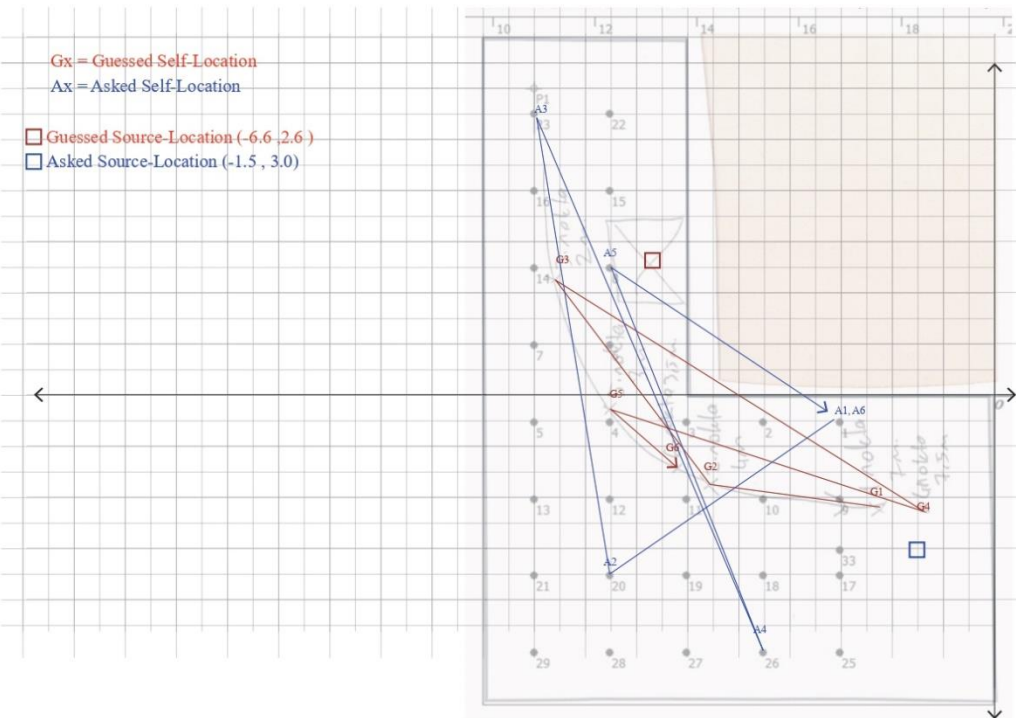 10 12 14 16 18
Gx = Guessed Self-Location
Ax = Asked Self-Location
Guessed Source-Location (-6.6 ,2.6 )
Asked Source-Location (-1.5 , 3.0)
P1
A3
23 22
16 15
G3
A5
14
7
G5
A1, A6
0
5 4 3 2
G6
G2
G1
G4
13 12 11 10 9
A2
33
21 20 19 18 17
A4
29 28 27 26 25